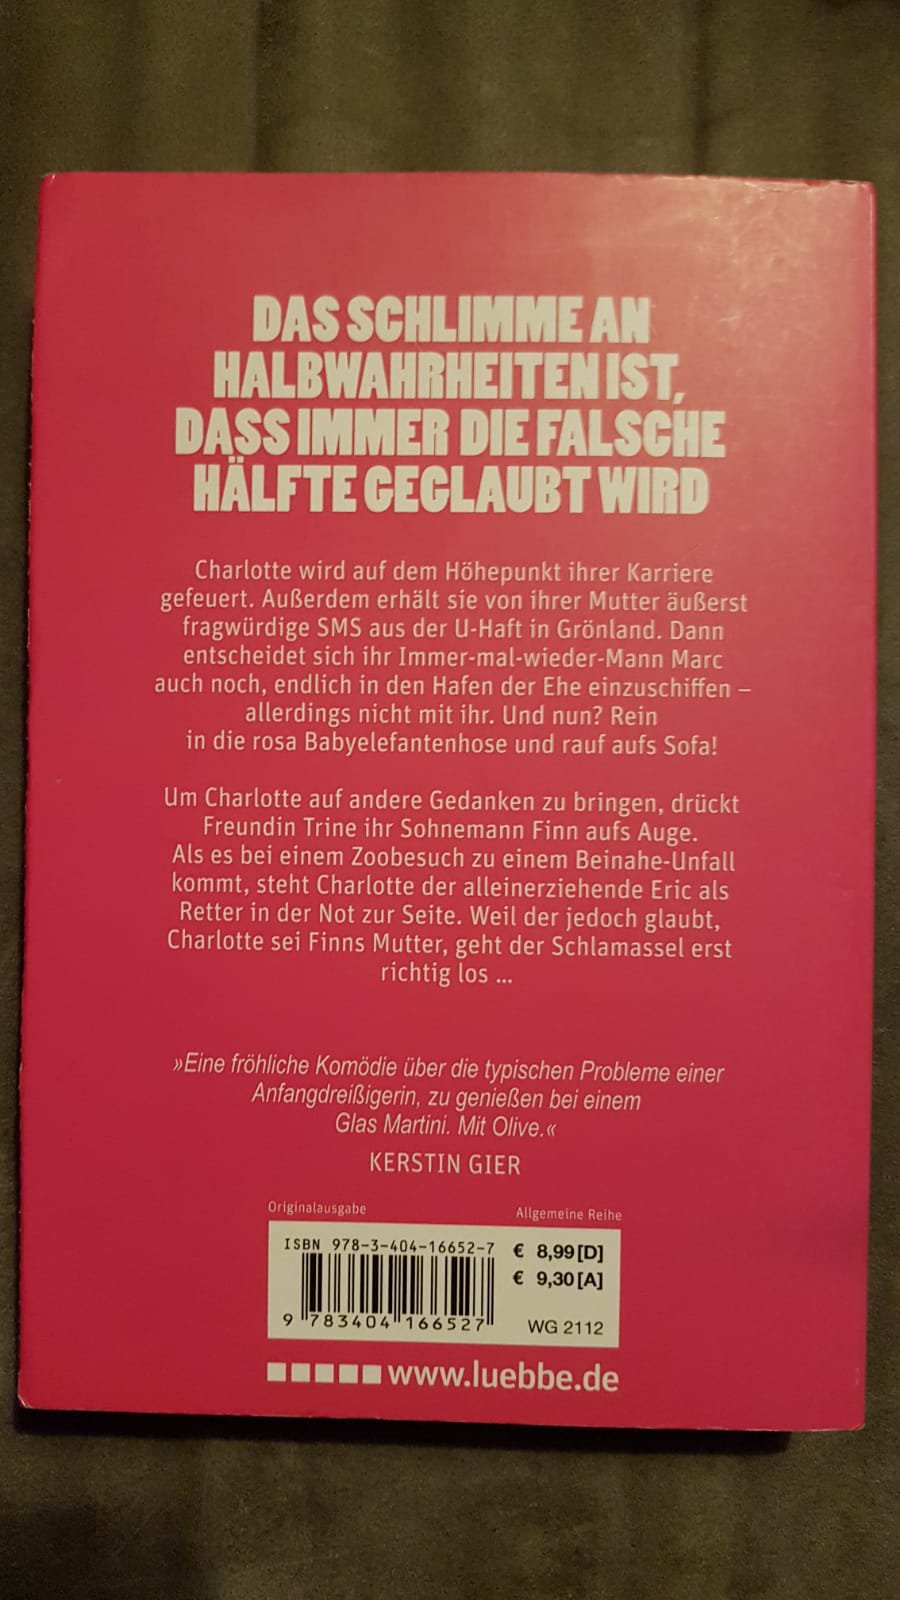 DAS SCHLIMME AN
HALBWAHRHEITEN IST,
DASS IMMER DIE FALSCHE
HÄLFTE GEGLAUBT WIRD
Charlotte wird auf dem Höhepunkt ihrer Karriere
gefeuert. Außerdem erhält sie von ihrer Mutter äußerst
fragwürdige SMS aus der U-Haft in Grönland. Dann
entscheidet sich ihr Immer-mal-wieder-Mann Marc
auch noch, endlich in den Hafen der Ehe einzuschiffen –
allerdings nicht mit ihr. Und nun? Rein
in die rosa Babyelefantenhose und rauf aufs Sofa!
Um Charlotte auf andere Gedanken zu bringen, drückt
Freundin Trine ihr Sohnemann Finn aufs Auge.
Als es bei einem Zoobesuch zu einem Beinahe-Unfall
kommt, steht Charlotte der alleinerziehende Eric als
Retter in der Not zur Seite. Weil der jedoch glaubt,
Charlotte sei Finns Mutter, geht der Schlamassel erst
richtig los ...
»Eine fröhliche Komödie über die typischen Probleme einer
Anfangdreißigerin, zu genießen bei einem
Glas Martini. Mit Olive.«
KERSTIN GIER
Originalausgabe
Allgemeine Reihe
ISBN 978-3-404-16652-7
€ 8,99 [D]
€ 9,30 [A]
9 783404 166527
WG 2112
www.luebbe.de